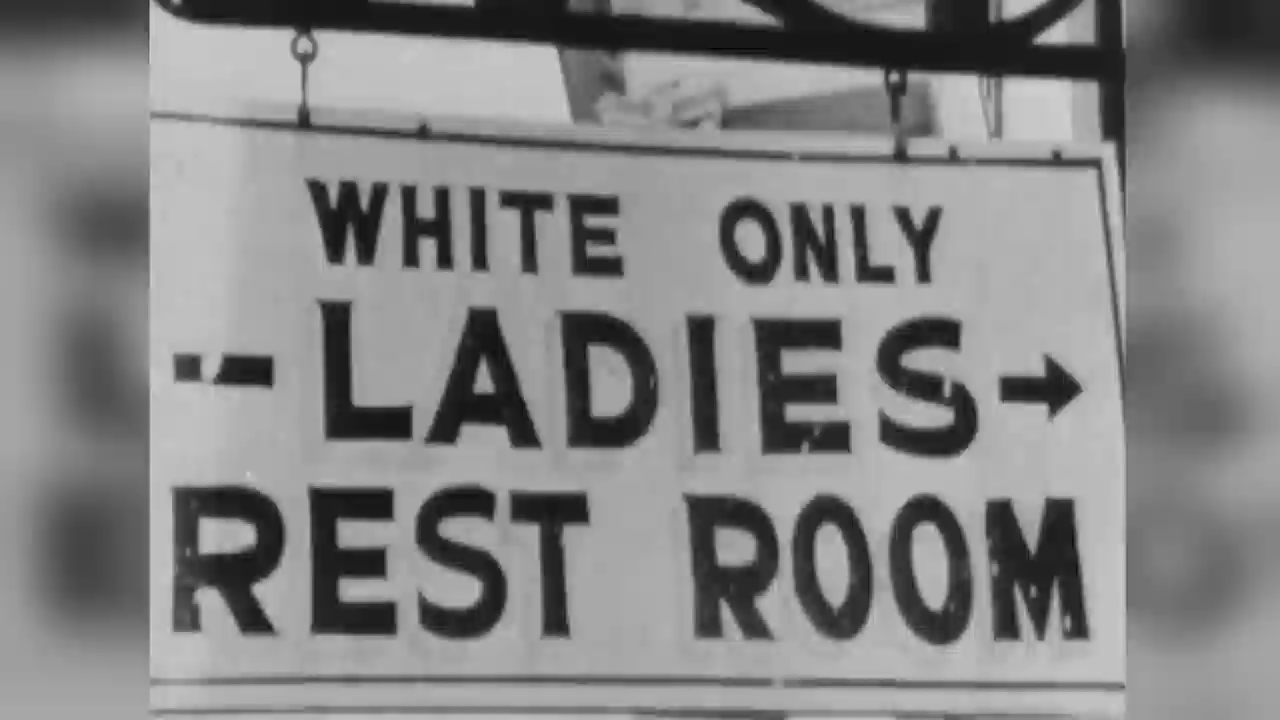 WHITE ONLY
- LADIES →
REST ROOM